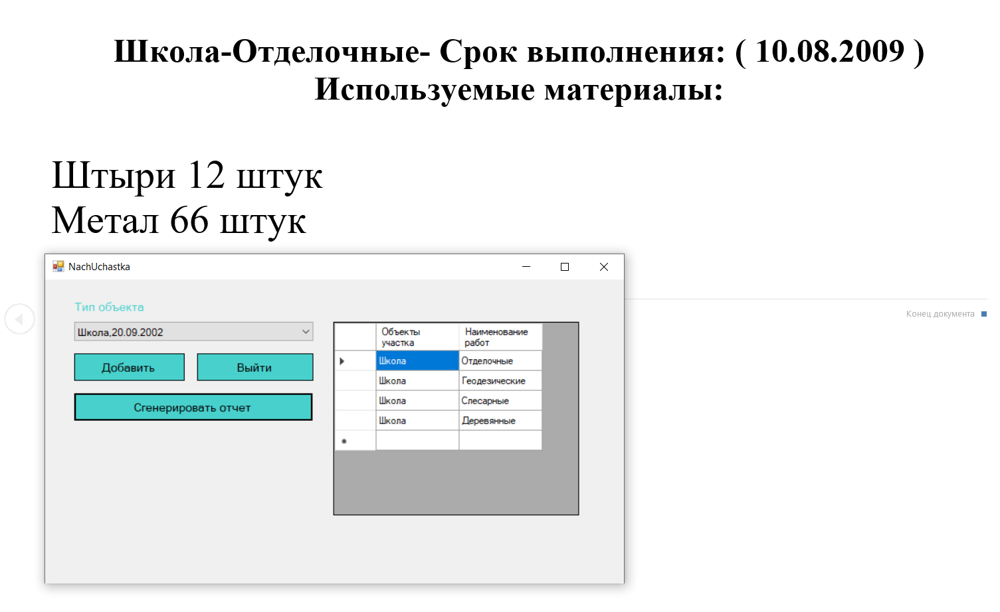 Школа-Отделочные- Срок выполнения: ( 10.08.2009 )
Используемые материалы:
Штыри 12 штук
Метал 66 штук
NachUchastka
Тип объекта
Школа,20.09.2002
Добавить
Выйти
Сгенерировать отчет
Объекты участка
Наименование работ
Школа Отделочные
Школа Геодезические
Школа Слесарные
Школа Деревянные
Конец документа